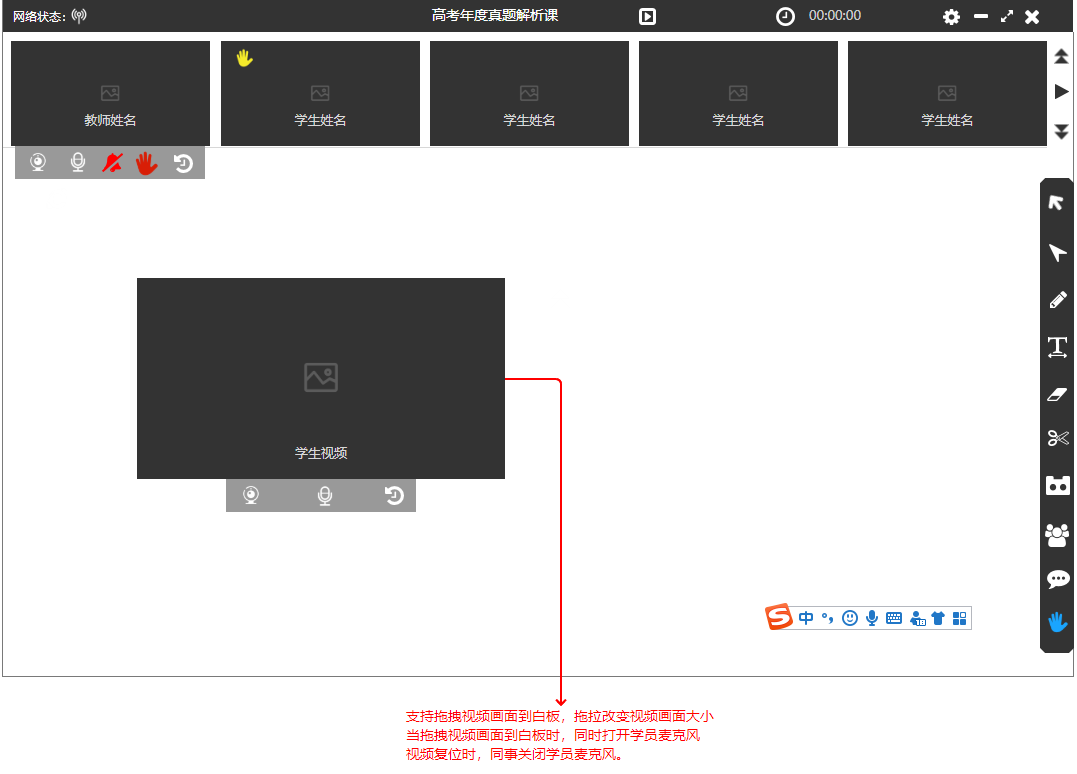 网络状态：
高考年度真题解析课
00:00:00
教师姓名
学生姓名
学生姓名
学生姓名
学生姓名
学生视频
中
支持拖拽视频画面到白板，拖拉改变视频画面大小
当拖拽视频画面到白板时，同时打开学员麦克风
视频复位时，同事关闭学员麦克风。